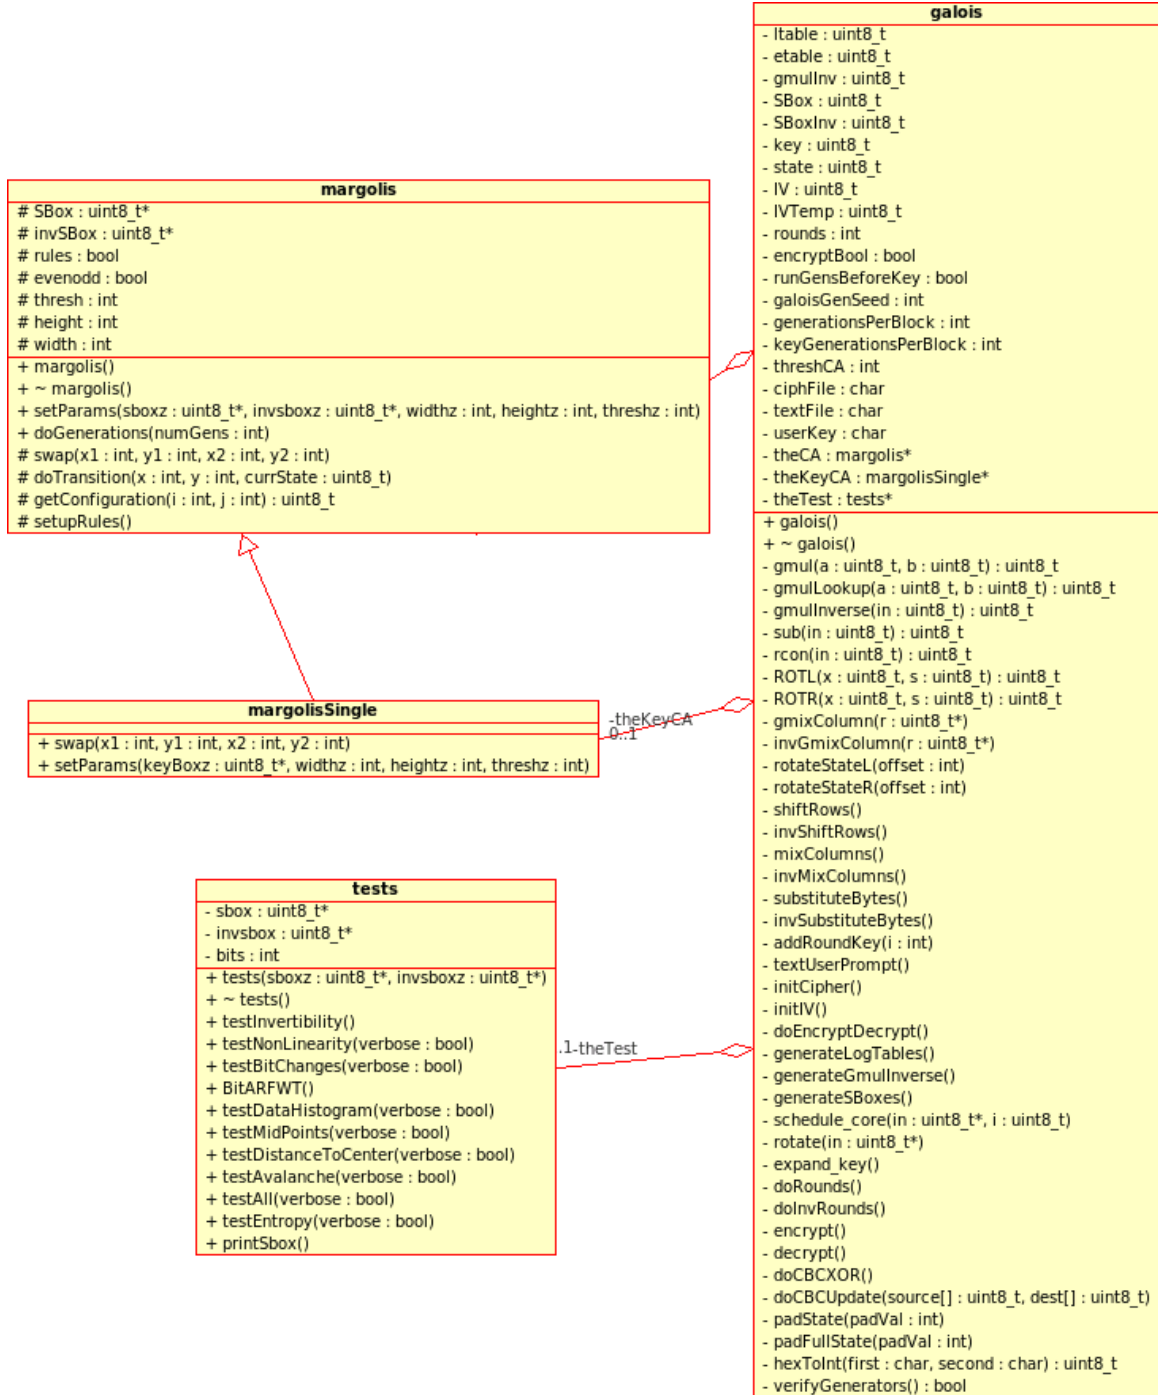 galois
- ltable : uint8_t
- etable : uint8_t
- gmulInv : uint8_t
- SBox : uint8_t
- SBoxInv : uint8_t
- key : uint8_t
- state : uint8_t
- IV : uint8_t
- IVTemp : uint8_t
- rounds : int
- encryptBool : bool
- runGensBeforeKey : bool
- galoisGenSeed : int
- generationsPerBlock : int
- keyGenerationsPerBlock : int
- threshCA : int
- ciphFile : char
- textFile : char
- userKey : char
- theCA : margolis*
- theKeyCA : margolisSingle*
- theTest : tests*
+ galois()
+ ~ galois()
- gmul(a : uint8_t, b : uint8_t) : uint8_t
- gmulLookup(a : uint8_t, b : uint8_t) : uint8_t
- gmulInverse(in : uint8_t) : uint8_t
- sub(in : uint8_t) : uint8_t
- rcon(in : uint8_t) : uint8_t
- ROTL(x : uint8_t, s : uint8_t) : uint8_t
- ROTR(x : uint8_t, s : uint8_t) : uint8_t
- gmixColumn(r : uint8_t*)
- invGmixColumn(r : uint8_t*)
- rotateStateL(offset : int)
- rotateStateR(offset : int)
- shiftRows()
- invShiftRows()
- mixColumns()
- invMixColumns()
- substituteBytes()
- invSubstituteBytes()
- addRoundKey(i : int)
- textUserPrompt()
- initCipher()
- initIV()
- doEncryptDecrypt()
- generateLogTables()
- generateGmulInverse()
- generateSBoxes()
- schedule_core(in : uint8_t*, i : uint8_t)
- rotate(in : uint8_t*)
- expand_key()
- doRounds()
- doInvRounds()
- encrypt()
- decrypt()
- doCBCXOR()
- doCBCUpdate(source[] : uint8_t, dest[] : uint8_t)
- padState(padVal : int)
- padFullState(padVal : int)
- hexToInt(first : char, second : char) : uint8_t
- verifyGenerators() : bool
margolis
# SBox : uint8_t*
# invSBox : uint8_t*
# rules : bool
# evenodd : bool
# thresh : int
# height : int
# width : int
+ margolis()
+ ~ margolis()
+ setParams(sboxz : uint8_t*, invsboxz : uint8_t*, widthz : int, heightz : int, threshz : int)
+ doGenerations(numGens : int)
# swap(x1 : int, y1 : int, x2 : int, y2 : int)
# doTransition(x : int, y : int, currState : uint8_t)
# getConfiguration(i : int, j : int) : uint8_t
# setupRules()
margolisSingle
+ swap(x1 : int, y1 : int, x2 : int, y2 : int)
+ setParams(keyBoxz : uint8_t*, widthz : int, heightz : int, threshz : int)
-theKeyCA
0..1
tests
- sbox : uint8_t*
- invsbox : uint8_t*
- bits : int
+ tests(sboxz : uint8_t*, invsboxz : uint8_t*)
+ ~ tests()
+ testInvertibility()
+ testNonLinearity(verbose : bool)
+ testBitChanges(verbose : bool)
+ BitARFWT()
+ testDataHistogram(verbose : bool)
+ testMidPoints(verbose : bool)
+ testDistanceToCenter(verbose : bool)
+ testAvalanche(verbose : bool)
+ testAll(verbose : bool)
+ testEntropy(verbose : bool)
+ printSbox()
.1-theTest